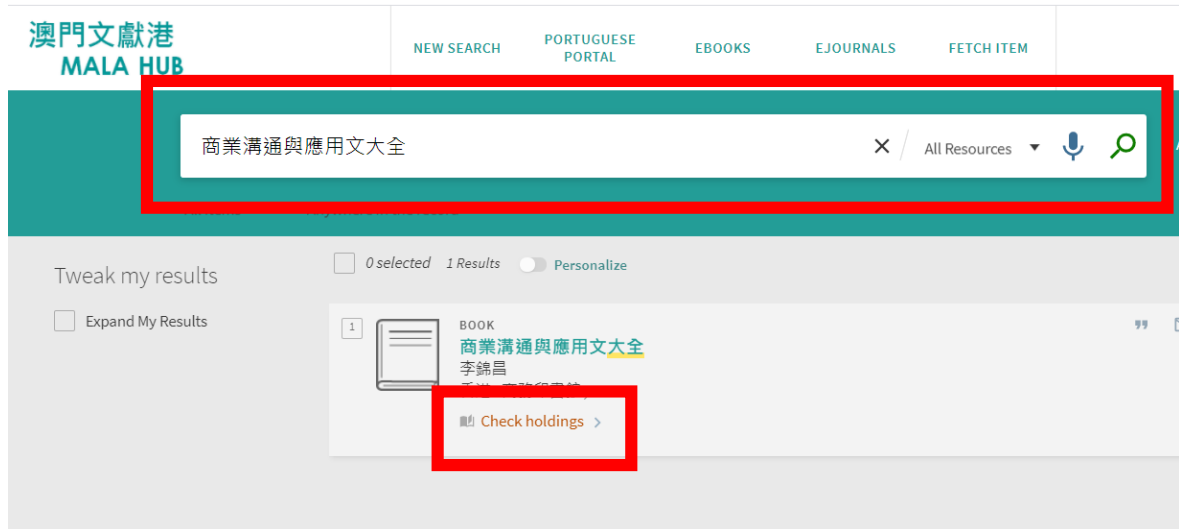 澳門文獻港
MALA HUB
NEW SEARCH
PORTUGUESE
PORTAL
EBOOKS
EJOURNALS
FETCH ITEM
商業溝通與應用文大全
All Resources
Tweak my results
0 selected 1 Results Personalize
Expand My Results
1
BOOK
商業溝通與應用文大全
李錦昌
Check holdings